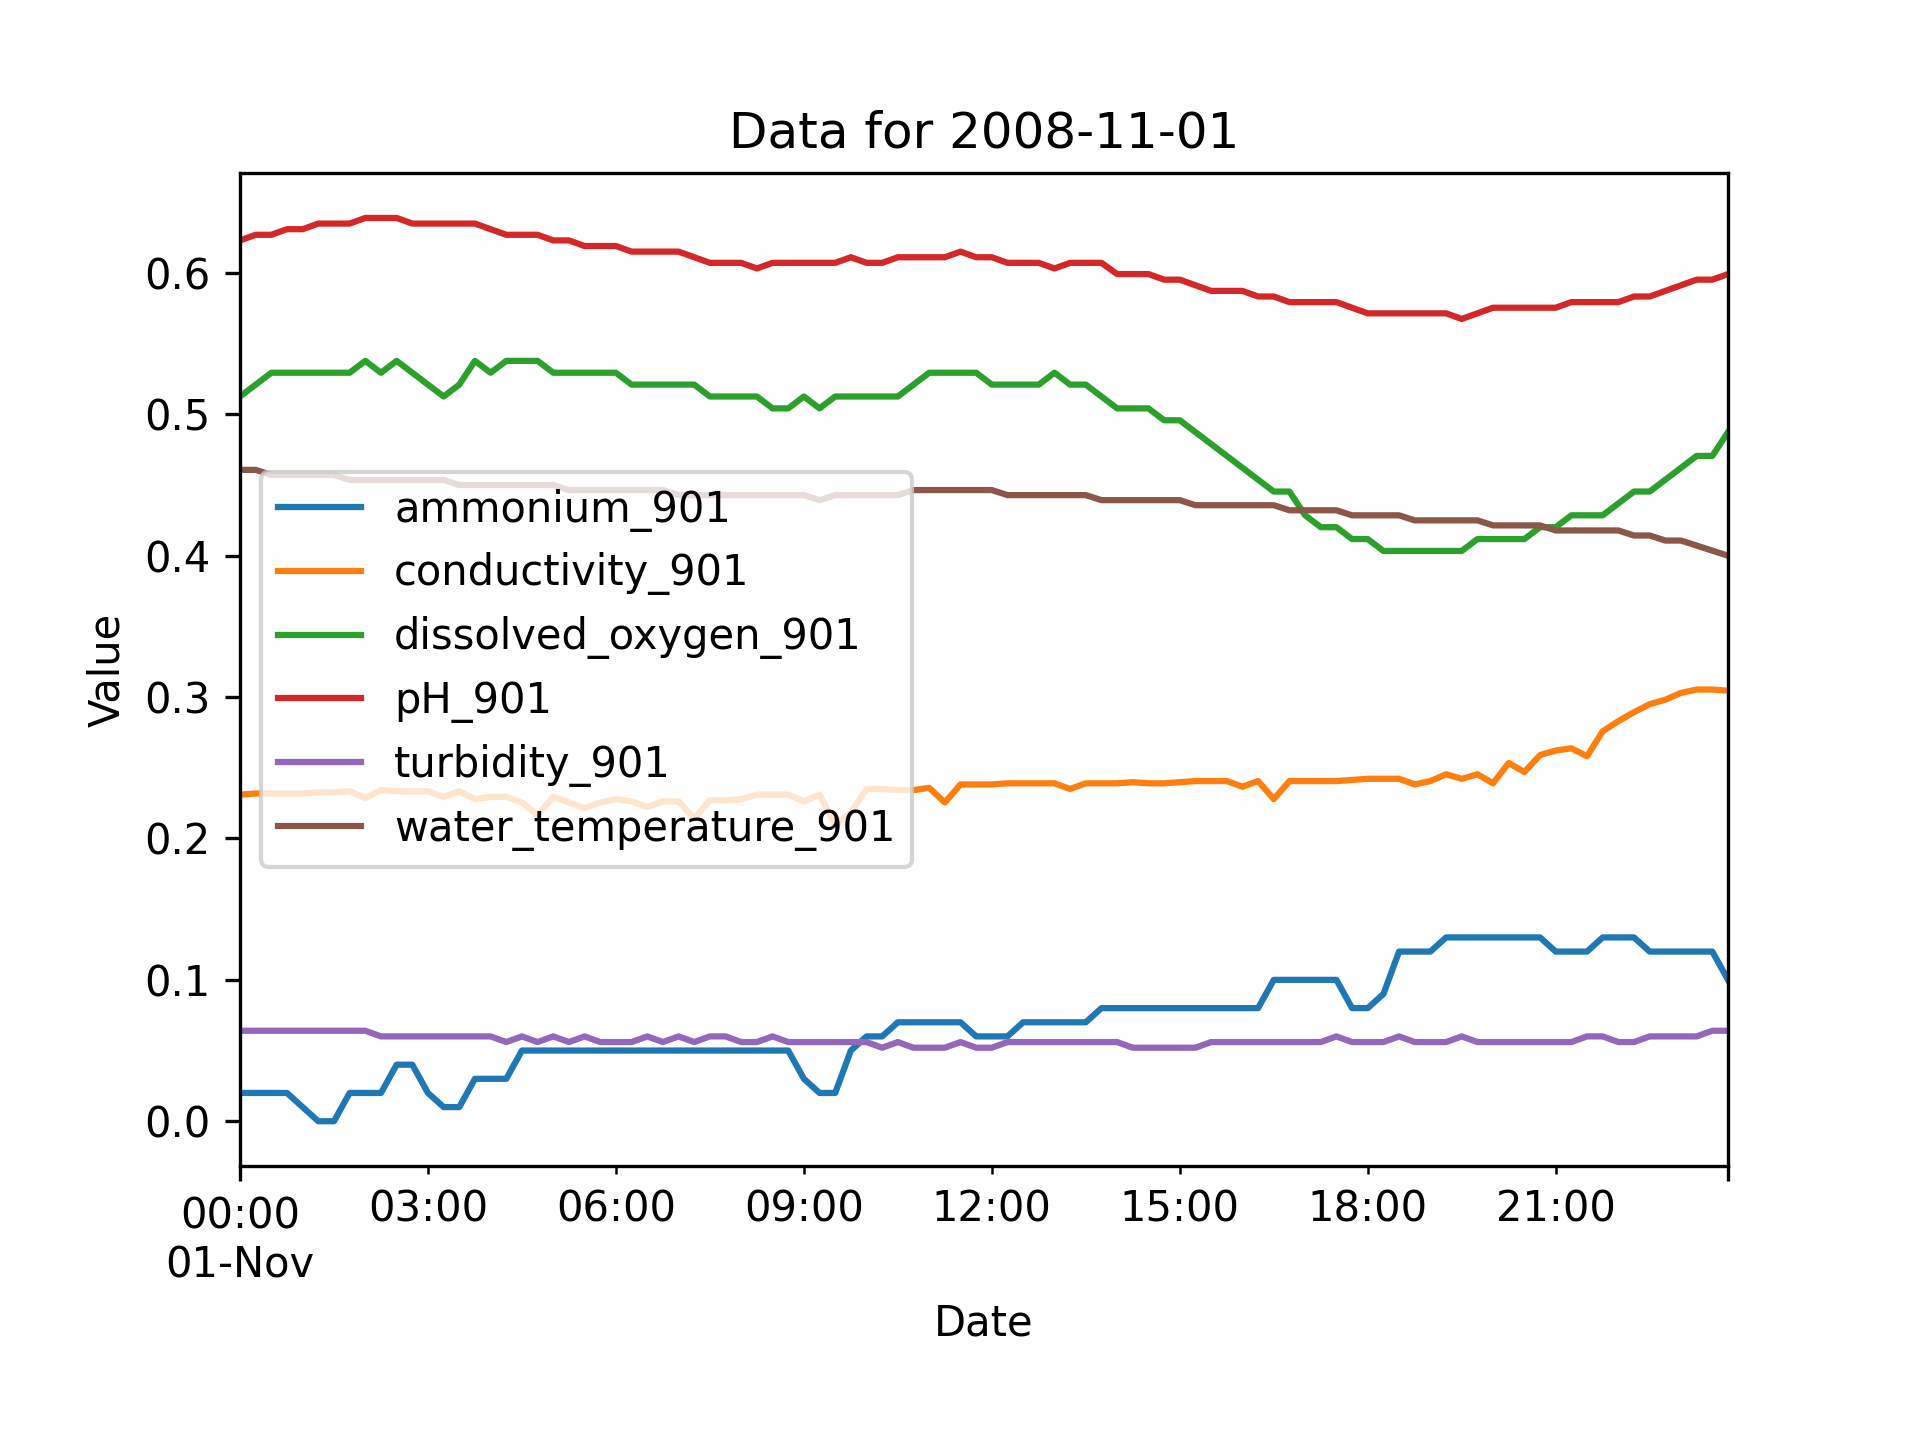 Data for 2008-11-01
Value
0.6
0.5
0.4
0.3
0.2
0.1
0.0
ammonium_901
conductivity_901
dissolved_oxygen_901
pH_901
turbidity_901
water_temperature_901
00:00 03:00 06:00 09:00 12:00 15:00 18:00 21:00
01-Nov
Date